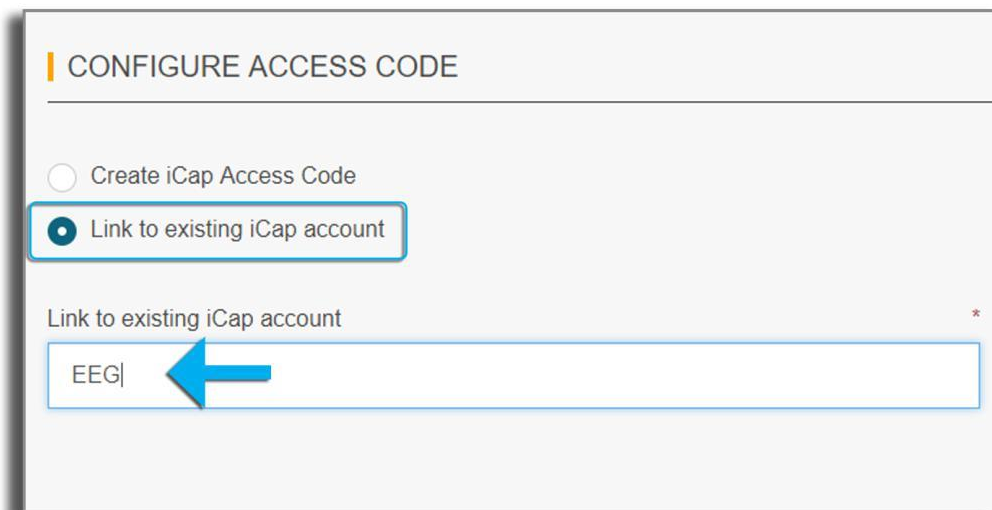 CONFIGURE ACCESS CODE
Create iCap Access Code
Link to existing iCap account
Link to existing iCap account *
EEG